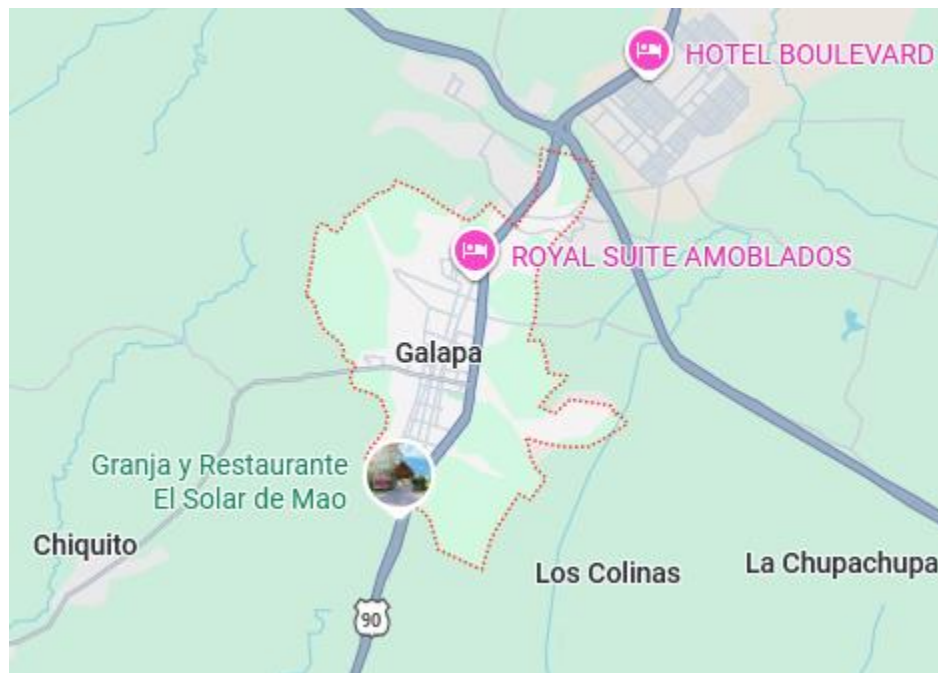 HOTEL BOULEVARD
ROYAL SUITE AMOBLADOS
Galapa
Granja y Restaurante
El Solar de Mao
Chiquito
Los Colinas
La Chupachupa
90